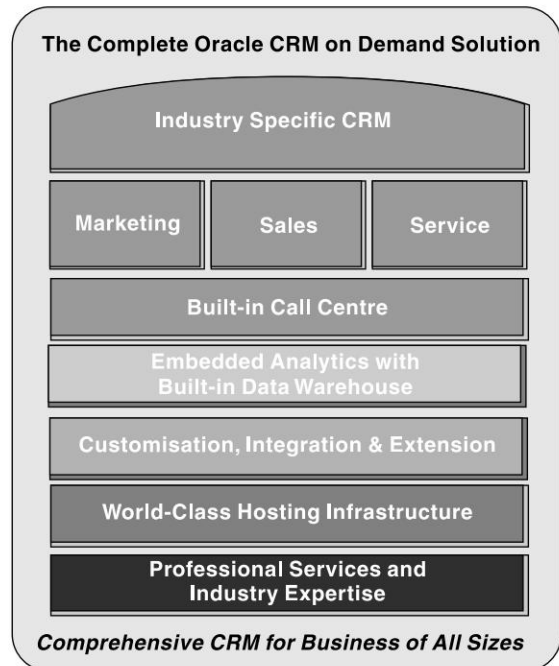 The Complete Oracle CRM on Demand Solution
Industry Specific CRM
Marketing
Sales
Service
Built-in Call Centre
Embedded Analytics with
Built-in Data Warehouse
Customisation, Integration & Extension
World-Class Hosting Infrastructure
Professional Services and
Industry Expertise
Comprehensive CRM for Business of All Sizes